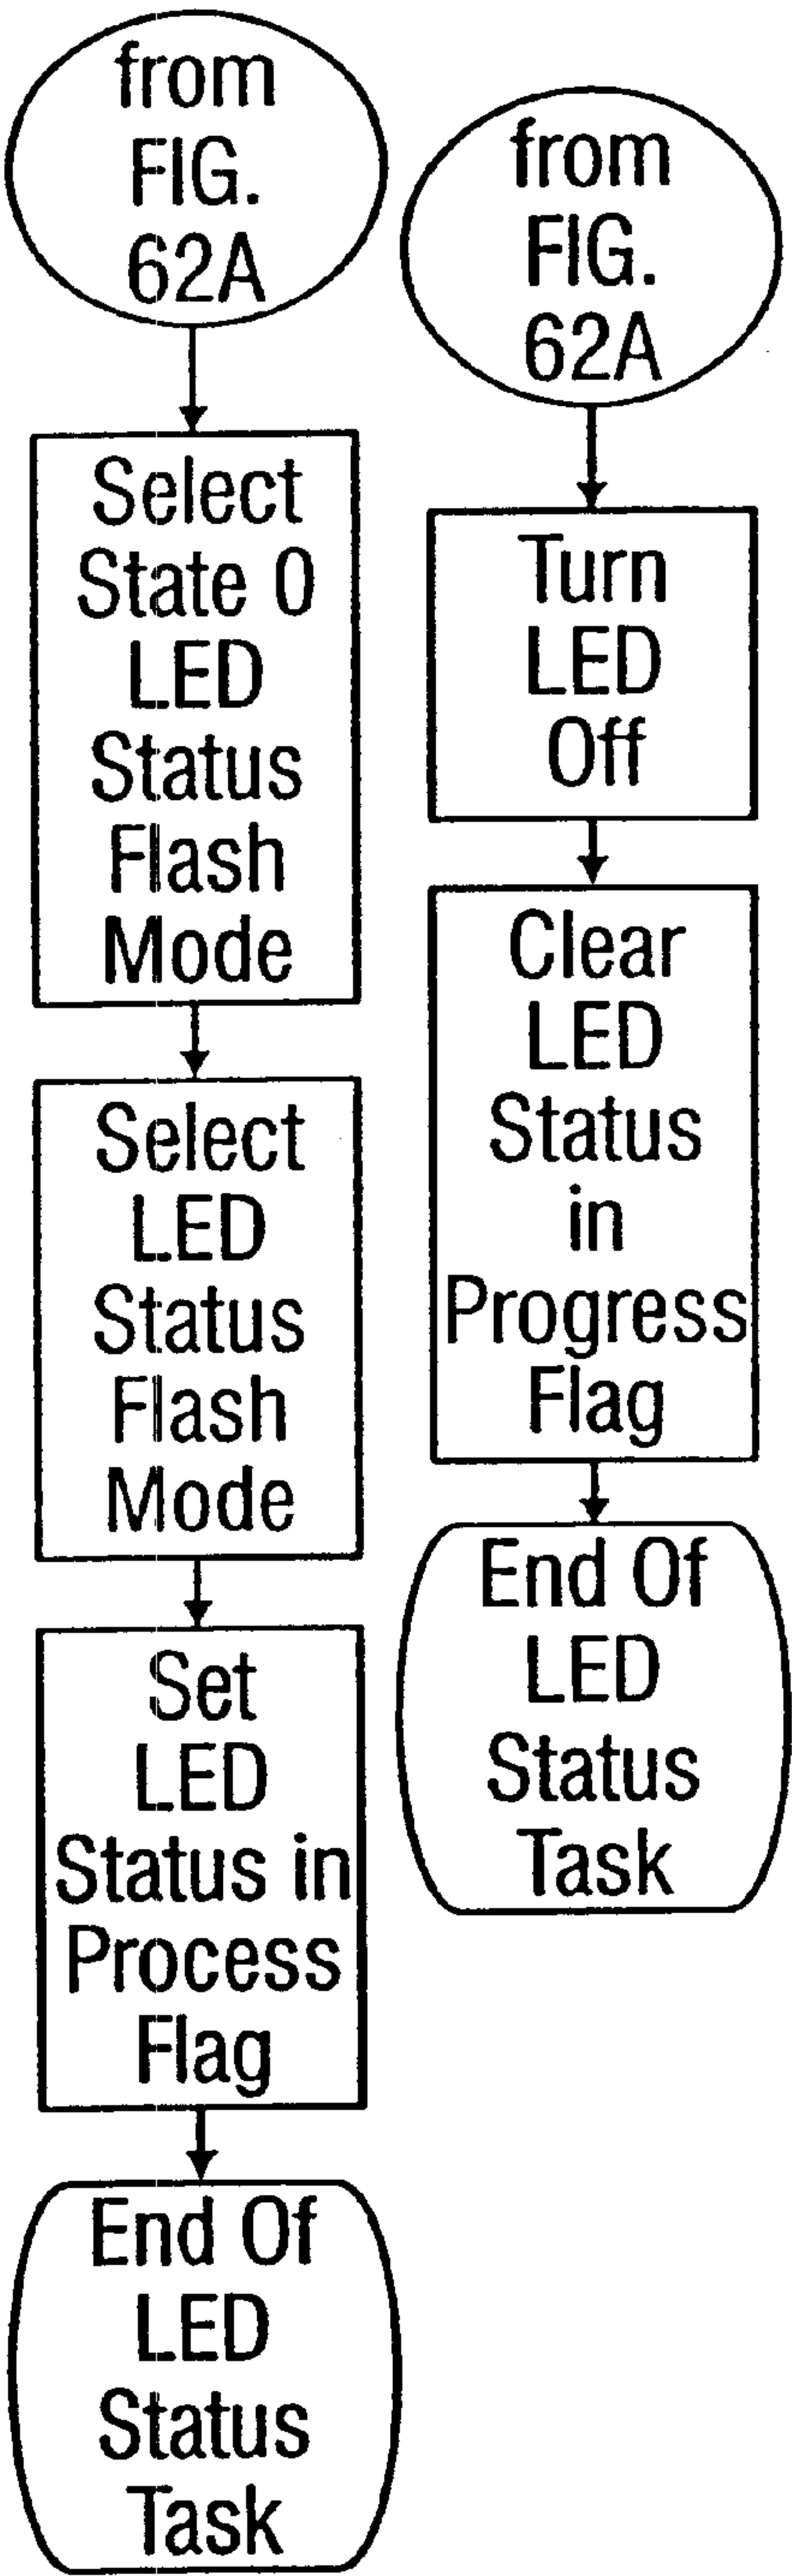 from
FIG.
62A
Select
State 0
LED
Status
Flash
Mode
Select
LED
Status
Flash
Mode
Set
LED
Status in
Process
Flag
End Of
LED
Status
Task
from
FIG.
62A
Turn
LED
Off
Clear
LED
Status
in
Progress
Flag
End Of
LED
Status
Task